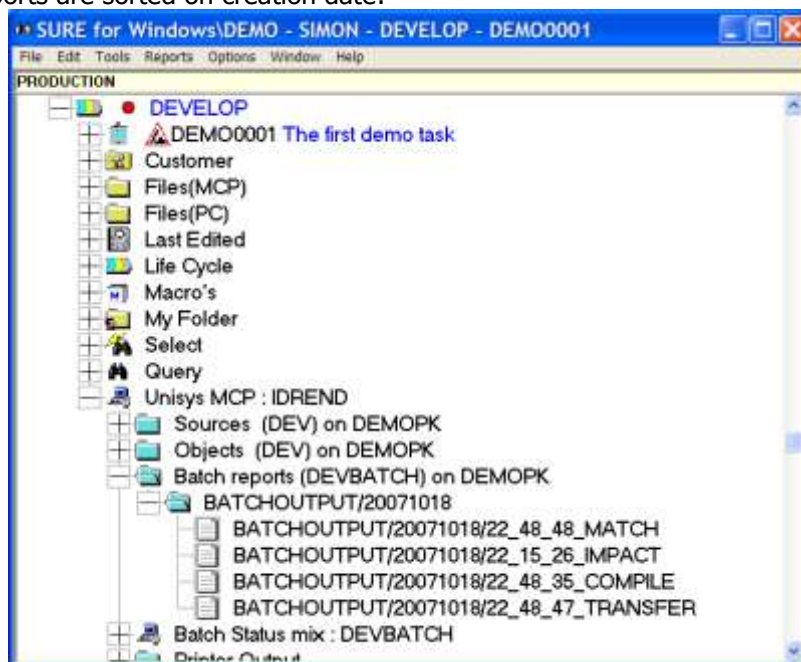 orts are sorted on creation date.
SURE for Windows\DEMO - SIMON - DEVELOP - DEMO0001
File Edit Tools Reports Options Window Help
PRODUCTION
DEVELOP
DEMO0001 The first demo task
Customer
Files(MCP)
Files(PC)
Last Edited
Life Cycle
Macro's
My Folder
Select
Query
Unisys MCP : IDREND
Sources (DEV) on DEMOPK
Objects (DEV) on DEMOPK
Batch reports (DEVBATCH) on DEMOPK
BATCHOUTPUT/20071018
BATCHOUTPUT/20071018/22_48_48_MATCH
BATCHOUTPUT/20071018/22_15_26_IMPACT
BATCHOUTPUT/20071018/22_48_35_COMPILE
BATCHOUTPUT/20071018/22_48_47_TRANSFER
Batch Status mix : DEVBATCH
Printer Output